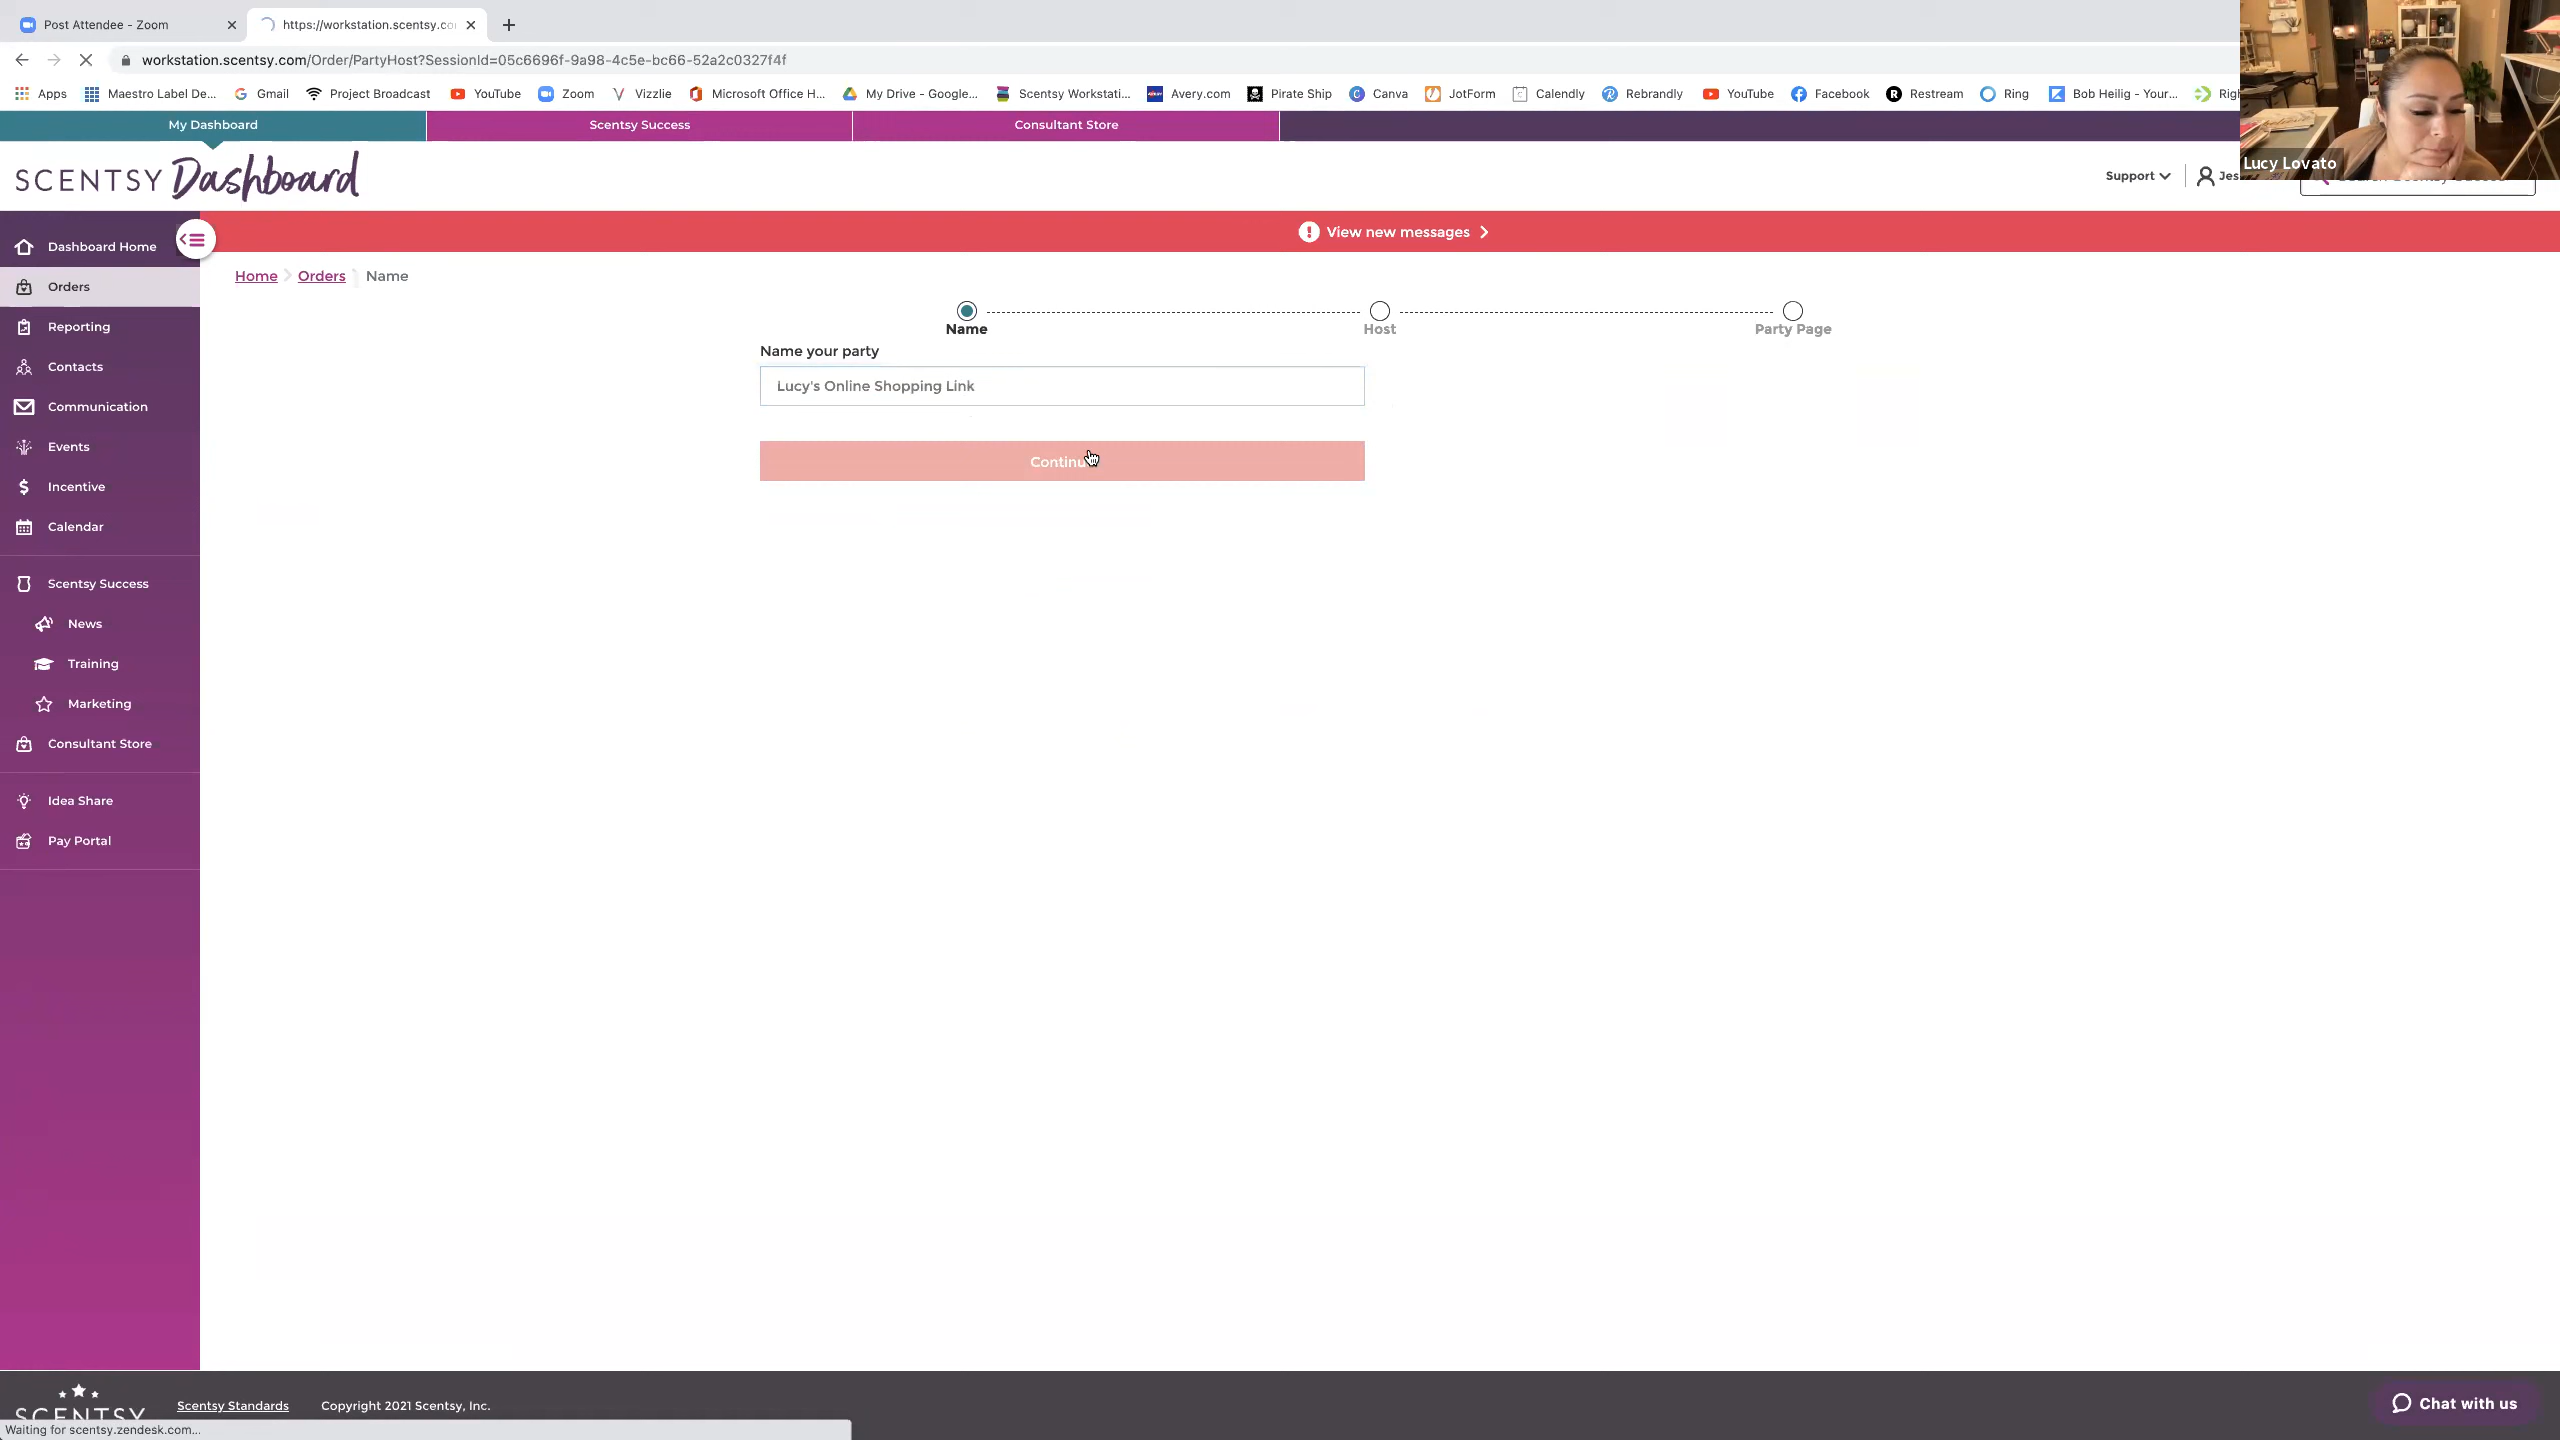 Post Attendee - Zoom
https://workstation.scentsy.co
workstation.scentsy.com/Order/PartyHost?SessionId=05c6696f-9a98-4c5e-bc66-52a2c0327f4f
Apps Maestro Label De... Gmail Project Broadcast YouTube Zoom Vizzlie Microsoft Office H... My Drive - Google... Scentsy Workstati... Avery.com Pirate Ship Canva JotForm Calendly Rebrandly YouTube Facebook Restream Ring Bob Heilig - Your... Righ
My Dashboard Scentsy Success Consultant Store
SCENTSY Dashboard
Support Jes
Lucy Lovato
View new messages
Dashboard Home
Orders
Reporting
Contacts
Communication
Events
Incentive
Calendar
Scentsy Success
News
Training
Marketing
Consultant Store
Idea Share
Pay Portal
Home Orders Name
Name Host Party Page
Name your party
Lucy's Online Shopping Link
Continue
SCENTSY
Scentsy Standards Copyright 2021 Scentsy, Inc.
Chat with us
Waiting for scentsy.zendesk.com...